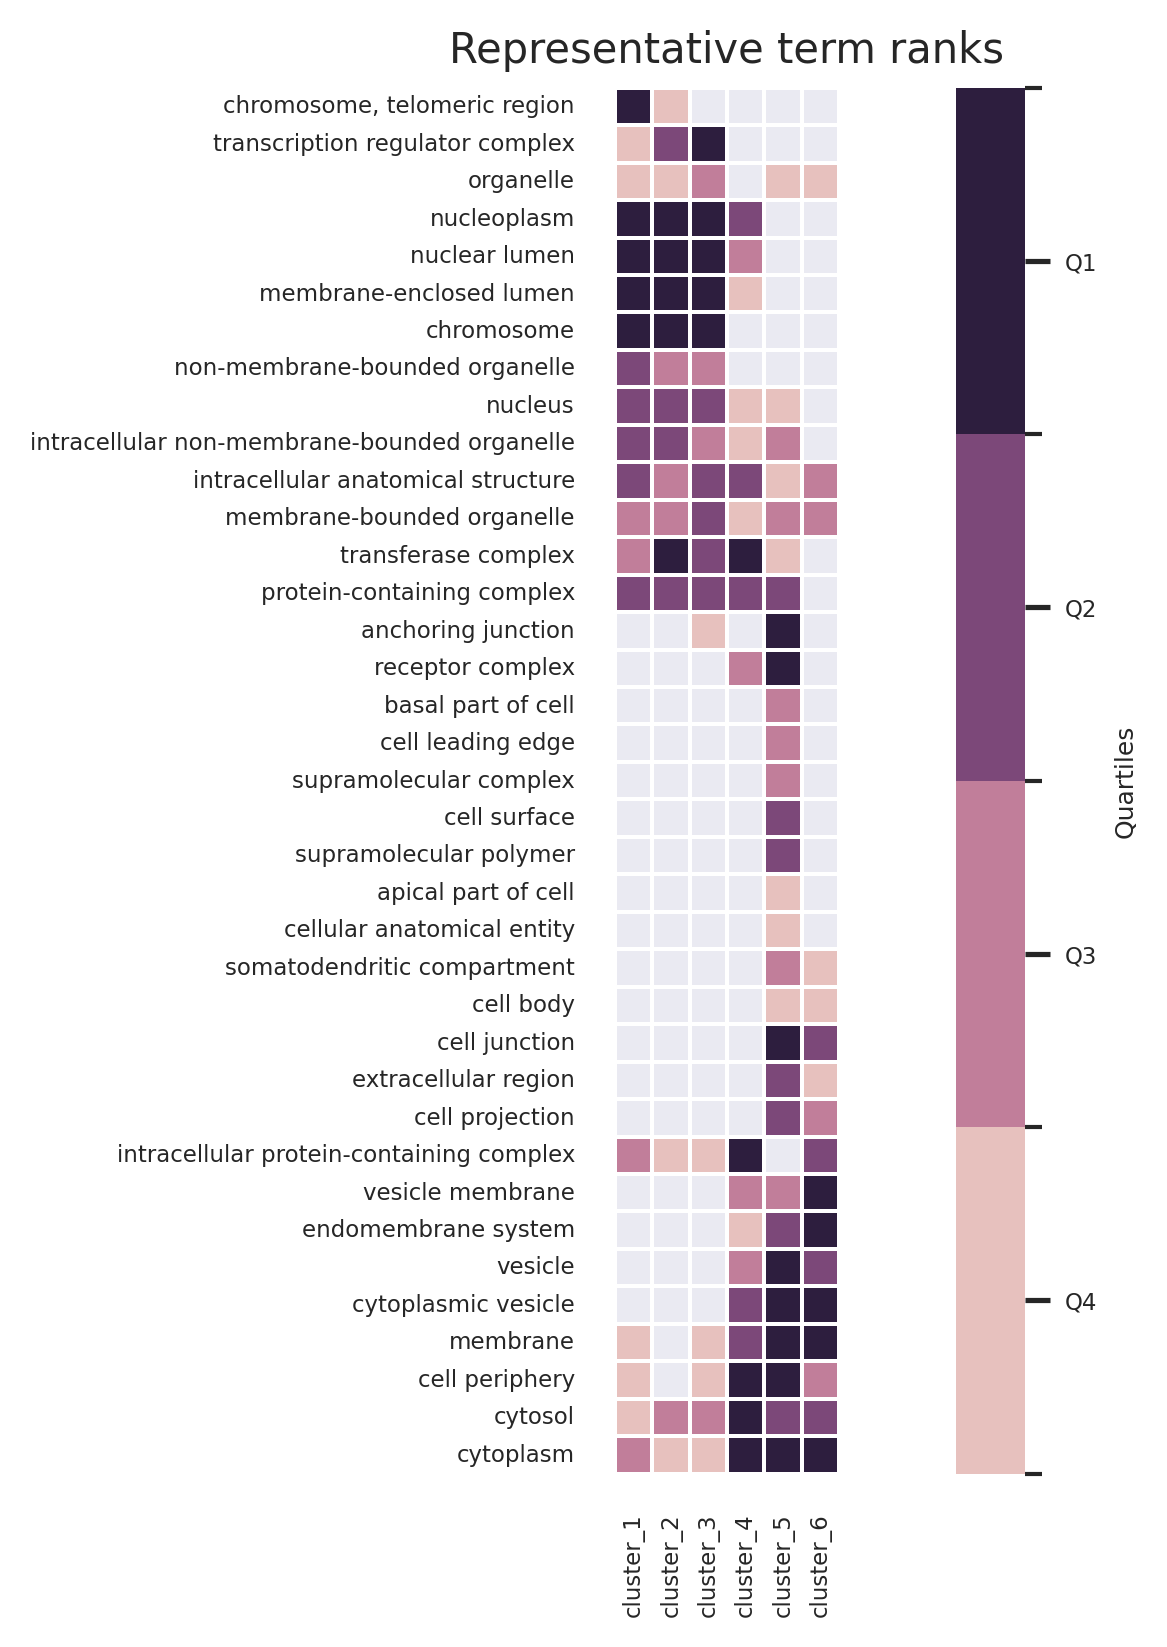 Representative term ranks
chromosome, telomeric region
transcription regulator complex
organelle
nucleoplasm
nuclear lumen
membrane-enclosed lumen
chromosome
non-membrane-bounded organelle
nucleus
intracellular non-membrane-bounded organelle
intracellular anatomical structure
membrane-bounded organelle
transferase complex
protein-containing complex
anchoring junction
receptor complex
basal part of cell
cell leading edge
supramolecular complex
cell surface
supramolecular polymer
apical part of cell
cellular anatomical entity
somatodendritic compartment
cell body
cell junction
extracellular region
cell projection
intracellular protein-containing complex
vesicle membrane
endomembrane system
vesicle
cytoplasmic vesicle
membrane
cell periphery
cytosol
cytoplasm
cluster_1
cluster_2
cluster_3
cluster_4
cluster_5
cluster_6
Q1
Q2
Q3
Q4
Quartiles